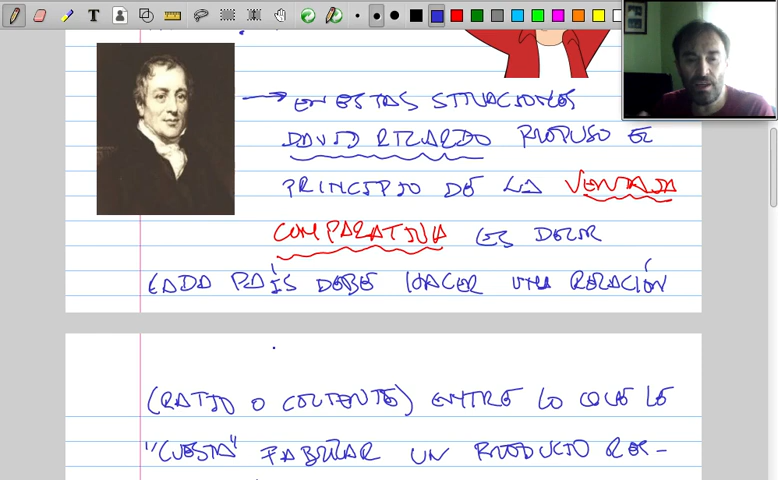 EN ESTAS SITUACIONES
DAVID RICARDO PROPUSO EL
PRINCIPIO DE LA VENTAJA
COMPARATIVA ES DECIR
CADA PAÍS DEBE HACER UNA RELACIÓN
(RATIO O COCIENTE) ENTRE LO QUE LE
"CUESTA" FABRICAR UN PRODUCTO RES-